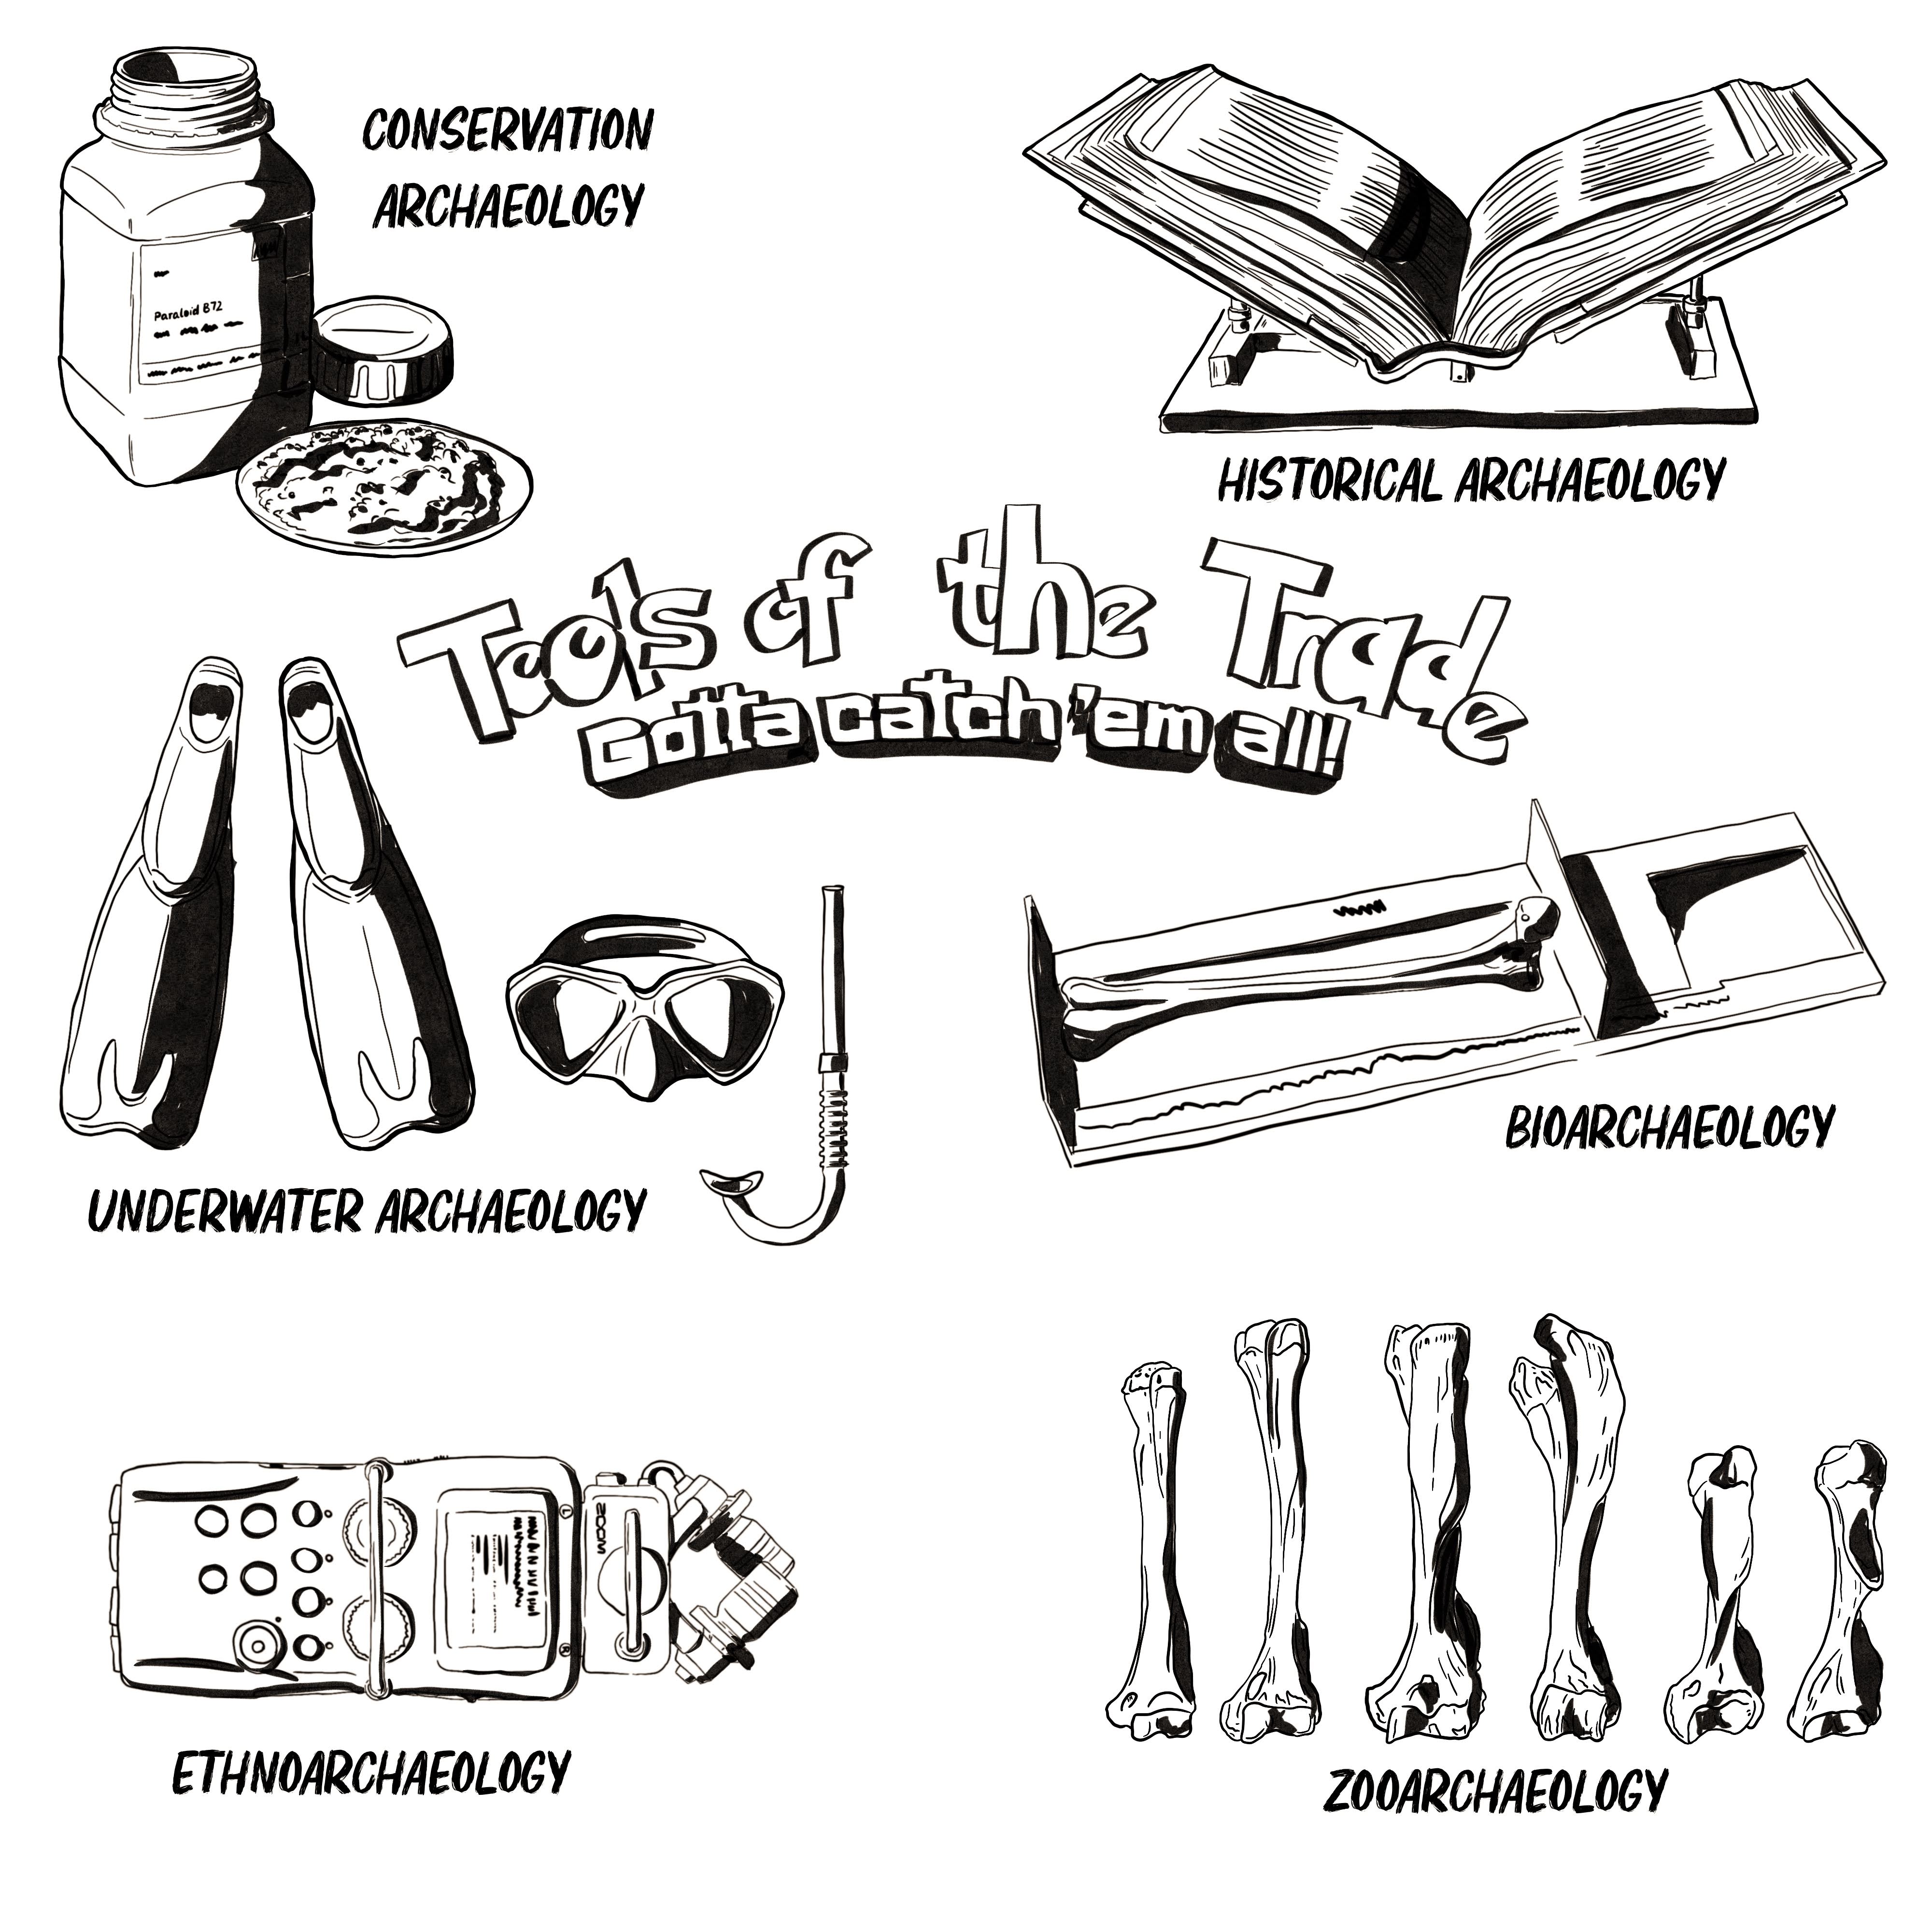 CONSERVATION
ARCHAEOLOGY
Paraloid B72
HISTORICAL ARCHAEOLOGY
Tools of the Trade
Gotta catch 'em all!
UNDERWATER ARCHAEOLOGY
BIOARCHAEOLOGY
ZOOM
L
R
ETHNOARCHAEOLOGY
ZOOARCHAEOLOGY